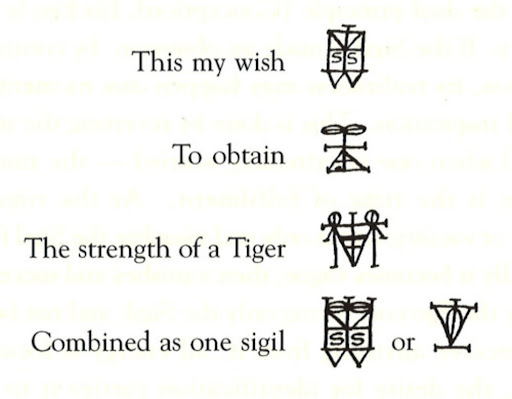 This my wish
To obtain
The strength of a Tiger
Combined as one sigil or